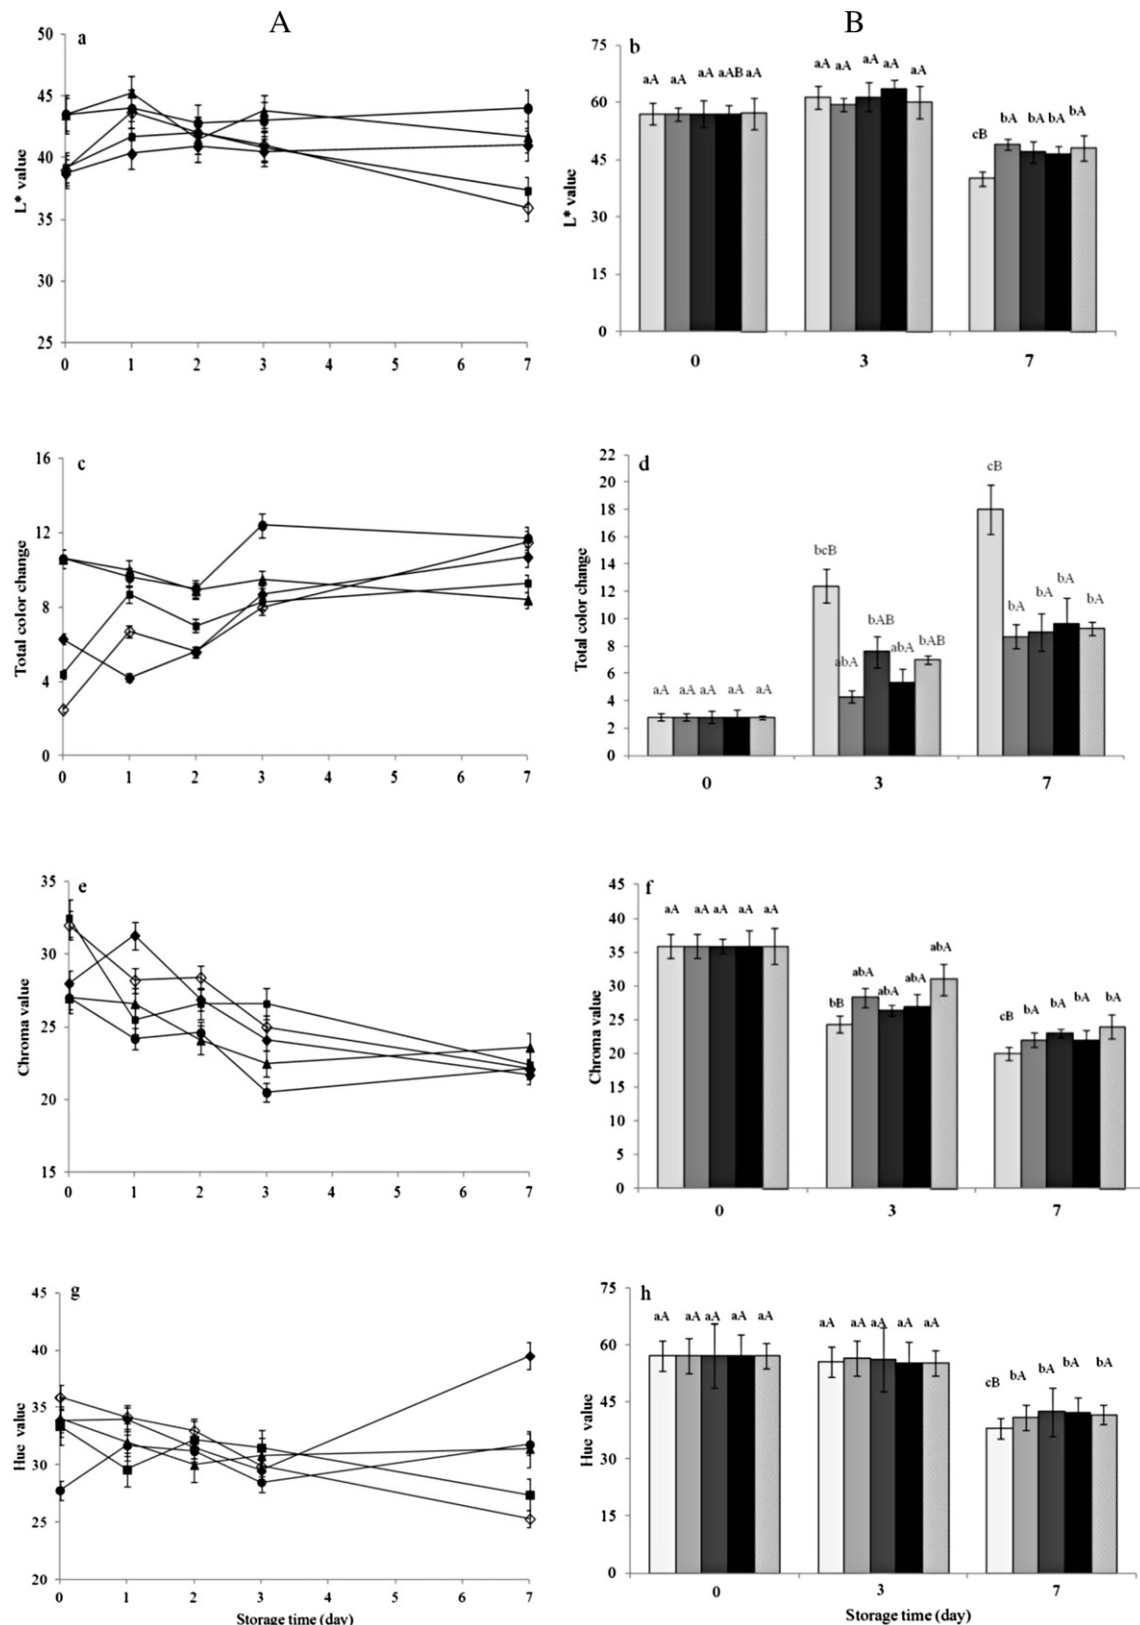 A
B
a
50
45
40
35
30
25
L* value
0 1 2 3 4 5 6 7
b
75
60
45
30
15
0
L* value
aA aA aA aAB aA
aA aA aA aA aA
cB bA bA bA bA
0 3 7
c
16
12
8
4
0
Total color change
0 1 2 3 4 5 6 7
d
22
20
18
16
14
12
10
8
6
4
2
0
Total color change
aA aA aA aA aA
bcB abA bAB abA bAB
cB bA bA bA bA
0 3 7
e
35
30
25
20
15
Chroma value
0 1 2 3 4 5 6 7
f
45
40
35
30
25
20
15
10
5
0
Chroma value
aA aA aA aA aA
bB abA abA abA abA
cB bA bA bA bA
0 3 7
g
45
40
35
30
25
20
Hue value
0 1 2 3 4 5 6 7
Storage time (day)
h
75
60
45
30
15
0
Hue value
aA aA aA aA aA
aA aA aA aA aA
cB bA bA bA bA
0 3 7
Storage time (day)